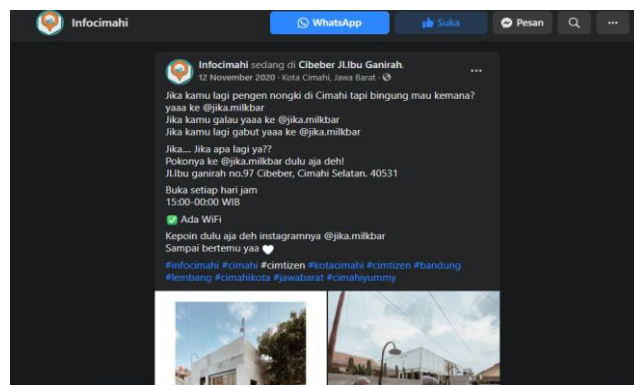 Infocimahi
WhatsApp
Suka
Pesan
Infocimahi sedang di Cibeber Jl.Ibu Ganirah.
12 November 2020 · Kota Cimahi, Jawa Barat ·
Jika kamu lagi pengen nongki di Cimahi tapi bingung mau kemana?
yaaa ke @jika.milkbar
Jika kamu galau yaaa ke @jika.milkbar
Jika kamu lagi gabut yaaa ke @jika.milkbar
Jika.... Jika apa lagi ya??
Pokonya ke @jika.milkbar dulu aja deh!
Jl.Ibu ganirah no.97 Cibeber, Cimahi Selatan. 40531
Buka setiap hari jam
15:00-00:00 WIB
✅ Ada WiFi
Kepoin dulu aja deh instagramnya @jika.milkbar
Sampai bertemu yaa 🤍
#infocimahi #cimahi #cimtizen #kotacimahi #cimtizen #bandung
#lembang #cimahikota #jawabarat #cimahiyummy